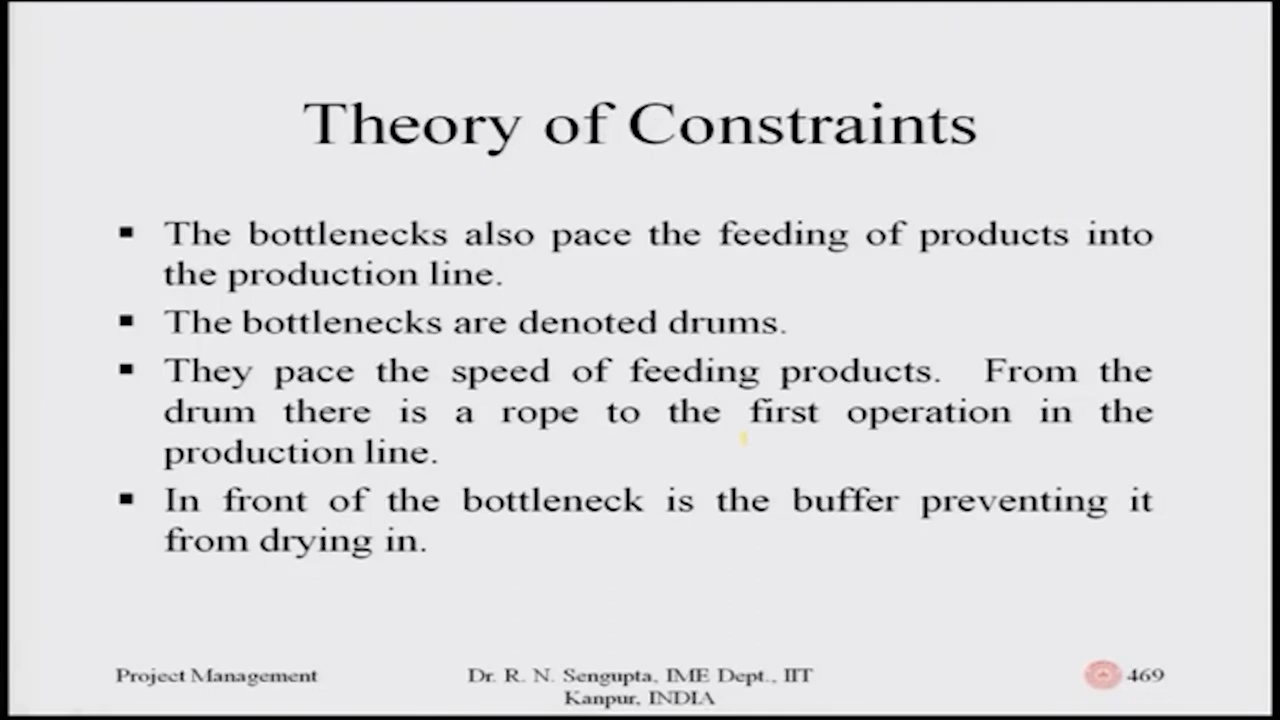 Theory of Constraints
▪ The bottlenecks also pace the feeding of products into
the production line.
▪ The bottlenecks are denoted drums.
▪ They pace the speed of feeding products. From the
drum there is a rope to the first operation in the
production line.
▪ In front of the bottleneck is the buffer preventing it
from drying in.
Project Management
Dr. R. N. Sengupta, IME Dept., IIT
Kanpur, INDIA
469